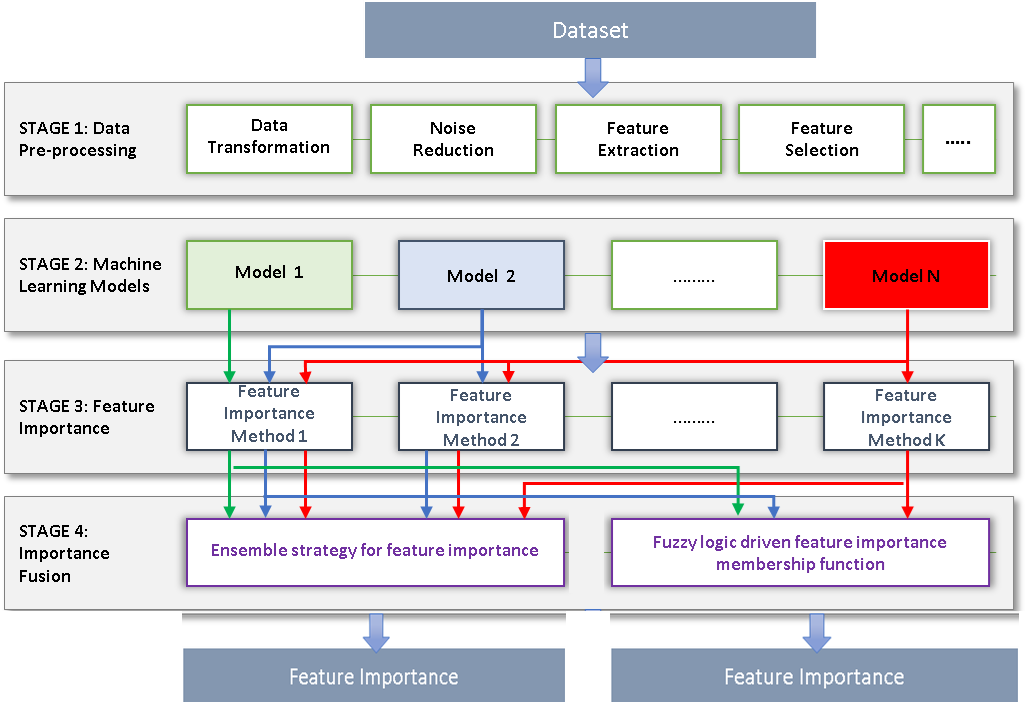 Dataset
STAGE 1: Data
Pre-processing
Data
Transformation
Noise
Reduction
Feature
Extraction
Feature
Selection
.....
STAGE 2: Machine
Learning Models
Model 1
Model 2
.........
Model N
STAGE 3: Feature
Importance
Feature
Importance
Method 1
Feature
Importance
Method 2
.........
Feature
Importance
Method K
STAGE 4:
Importance
Fusion
Ensemble strategy for feature importance
Fuzzy logic driven feature importance
membership function
Feature Importance
Feature Importance